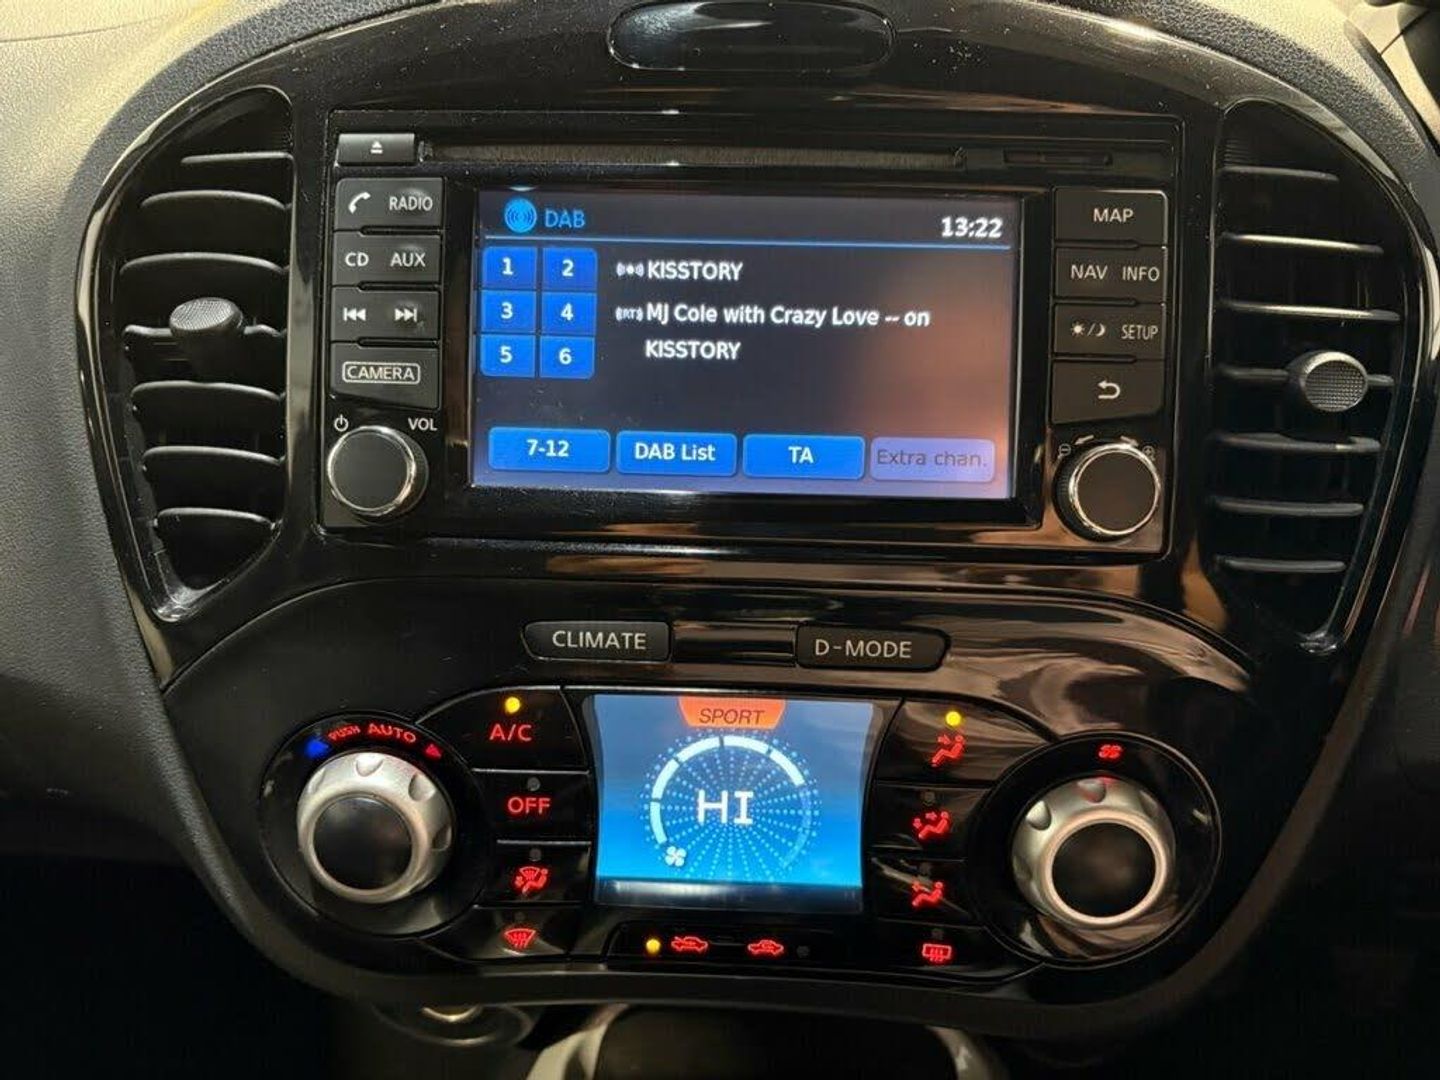 RADIO
CD AUX
CAMERA
VOL
DAB
13:22
1 2
3 4
5 6
KISSTORY
(RT) MJ Cole with Crazy Love -- on
KISSTORY
7-12 DAB List TA Extra chan.
MAP
NAV INFO
SETUP
CLIMATE
D-MODE
PUSH AUTO
A/C
OFF
SPORT
HI